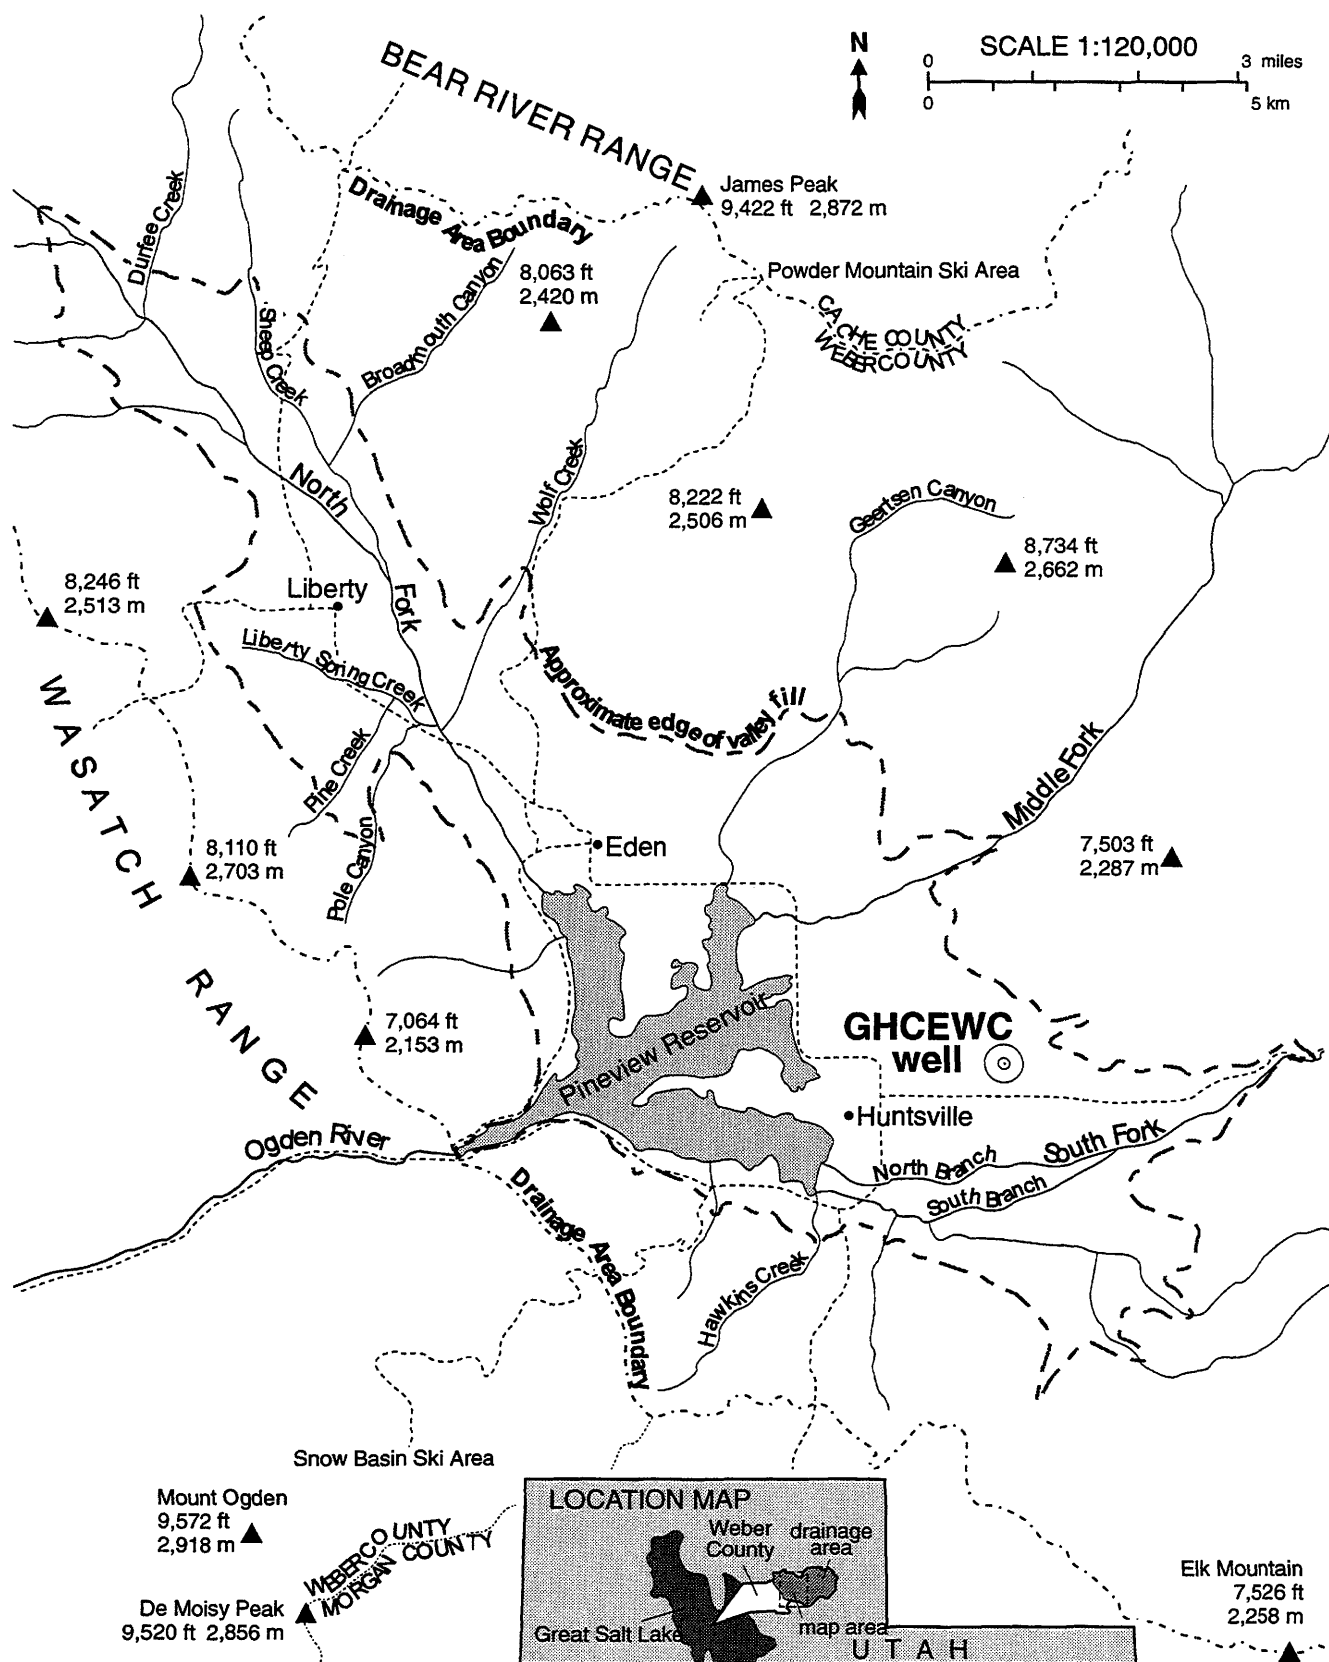 N
SCALE 1:120,000
0
3 miles
0
5 km
BEAR RIVER RANGE
James Peak
9,422 ft 2,872 m
Drainage Area Boundary
Durfee Creek
Powder Mountain Ski Area
8,063 ft
2,420 m
CACHE COUNTY
WEBER COUNTY
Sheep Creek
Broadmouth Canyon
Wolf Creek
North
Fork
8,222 ft
2,506 m
Geertsen Canyon
8,734 ft
2,662 m
8,246 ft
2,513 m
Liberty
Liberty Spring Creek
Approximate edge of valley fill
WASATCH
RANGE
Pine Creek
Pole Canyon
Middle Fork
8,110 ft
2,703 m
Eden
7,503 ft
2,287 m
7,064 ft
2,153 m
Pineview Reservoir
GHCEWC
well
Huntsville
Ogden River
North Branch
South Fork
South Branch
Drainage Area Boundary
Hawkins Creek
Snow Basin Ski Area
Mount Ogden
9,572 ft
2,918 m
WEBER COUNTY
MORGAN COUNTY
De Moisy Peak
9,520 ft 2,856 m
LOCATION MAP
Weber
County
drainage
area
Great Salt Lake
map area
UTAH
Elk Mountain
7,526 ft
2,258 m